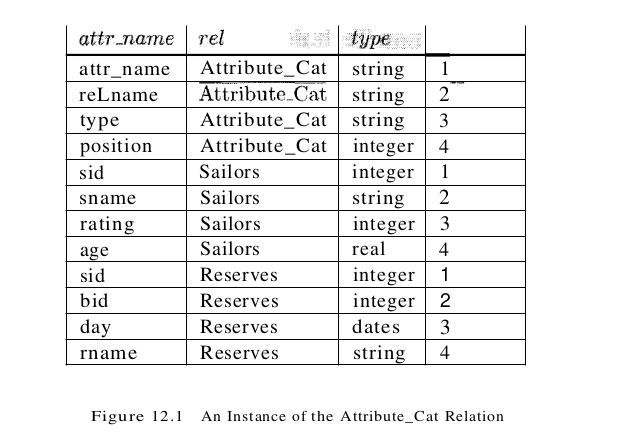 attr_name rel type
attr_name Attribute_Cat string 1
reLname Attribute_Cat string 2
type Attribute_Cat string 3
position Attribute_Cat integer 4
sid Sailors integer 1
sname Sailors string 2
rating Sailors integer 3
age Sailors real 4
sid Reserves integer 1
bid Reserves integer 2
day Reserves dates 3
rname Reserves string 4
Figure 12.1 An Instance of the Attribute_Cat Relation